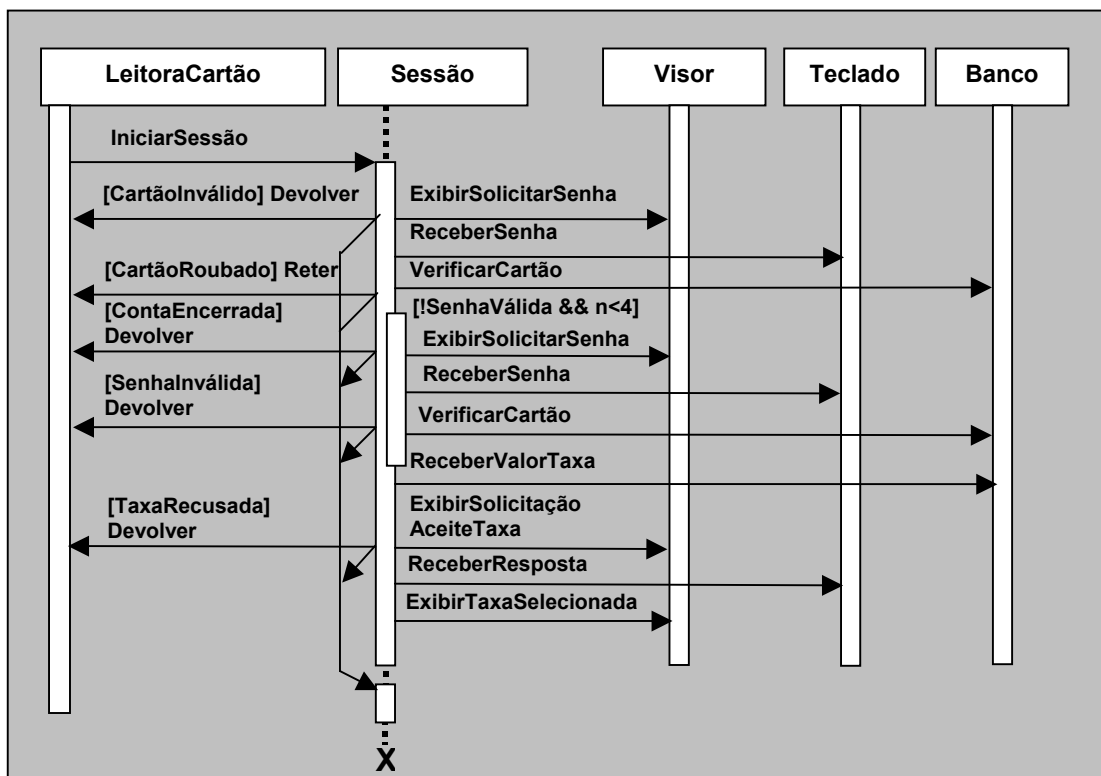 LeitoraCartão
Sessão
Visor
Teclado
Banco
IniciarSessão
[CartãoInválido] Devolver
ExibirSolicitarSenha
ReceberSenha
[CartãoRoubado] Reter
VerificarCartão
[ContaEncerrada]
Devolver
[!SenhaVálida && n<4]
ExibirSolicitarSenha
[SenhaInválida]
Devolver
ReceberSenha
VerificarCartão
ReceberValorTaxa
[TaxaRecusada]
Devolver
ExibirSolicitação
AceiteTaxa
ReceberResposta
ExibirTaxaSelecionada
X